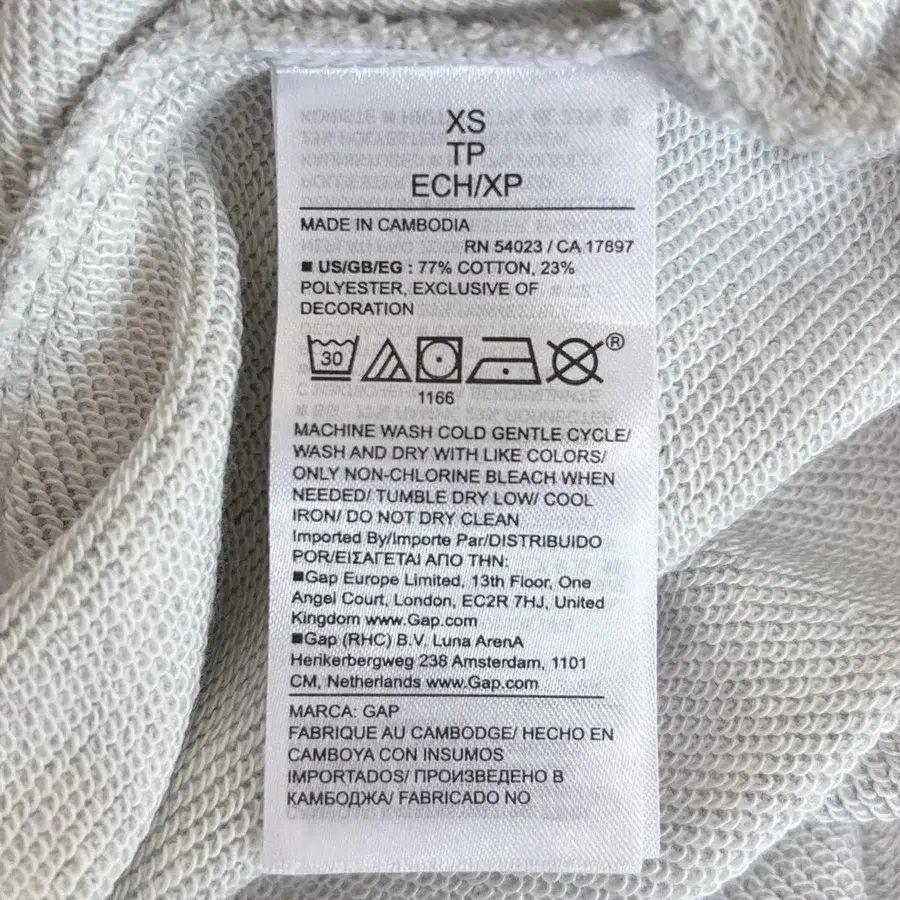 XS
TP
ECH/XP
MADE IN CAMBODIA
RN 54023 / CA 17897
■ US/GB/EG : 77% COTTON, 23%
POLYESTER, EXCLUSIVE OF
DECORATION
30
®
1166
MACHINE WASH COLD GENTLE CYCLE/
WASH AND DRY WITH LIKE COLORS/
ONLY NON-CHLORINE BLEACH WHEN
NEEDED/ TUMBLE DRY LOW/ COOL
IRON/ DO NOT DRY CLEAN
Imported By/Importe Par/DISTRIBUIDO
POR/ΕΙΣΑΓΕΤΑΙ ΑΠΟ ΤΗΝ:
■Gap Europe Limited, 13th Floor, One
Angel Court, London, EC2R 7HJ, United
Kingdom www.Gap.com
■Gap (RHC) B.V. Luna ArenA
Herikerbergweg 238 Amsterdam, 1101
CM, Netherlands www.Gap.com
MARCA: GAP
FABRIQUE AU CAMBODGE/ HECHO EN
CAMBOYA CON INSUMOS
IMPORTADOS/ ПРОИЗВЕДЕНО В
КАМБОДЖА/ FABRICADO NO